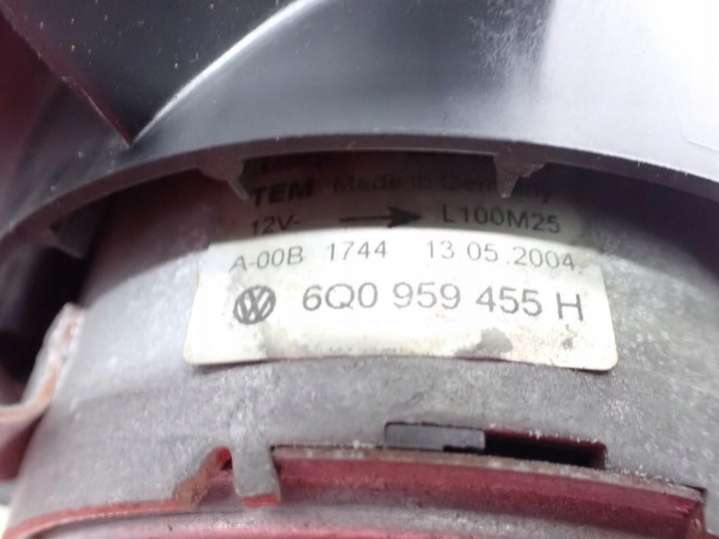 TEM Made in Germany
12V- L100M25
A-00B 1744 13 05.2004.
6Q0 959 455 H